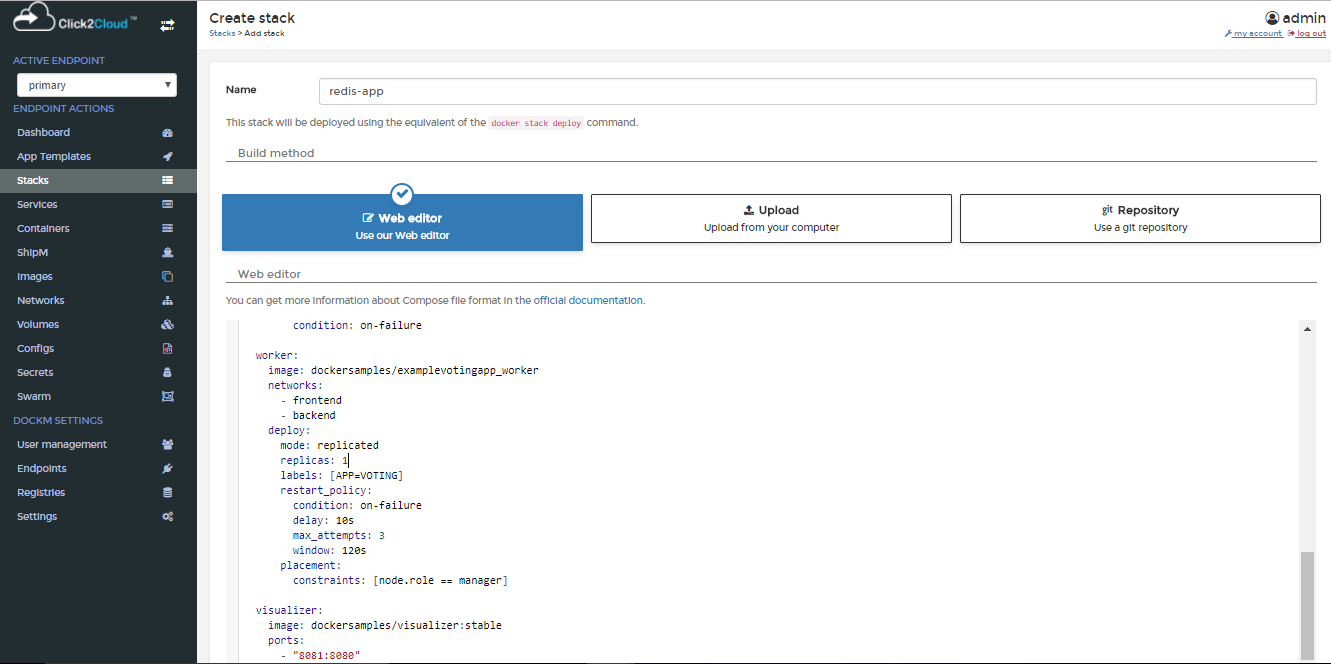 Click2Cloud™
ACTIVE ENDPOINT
primary
ENDPOINT ACTIONS
Dashboard
App Templates
Stacks
Services
Containers
ShipM
Images
Networks
Volumes
Configs
Secrets
Swarm
DOCKM SETTINGS
User management
Endpoints
Registries
Settings
Create stack
Stacks > Add stack
admin
my account log out
Name
redis-app
This stack will be deployed using the equivalent of the docker stack deploy command.
Build method
Web editor
Use our Web editor
Upload
Upload from your computer
git Repository
Use a git repository
Web editor
You can get more information about Compose file format in the official documentation.
condition: on-failure
worker:
image: dockersamples/examplevotingapp_worker
networks:
- frontend
- backend
deploy:
mode: replicated
replicas: 1
labels: [APP=VOTING]
restart_policy:
condition: on-failure
delay: 10s
max_attempts: 3
window: 120s
placement:
constraints: [node.role == manager]
visualizer:
image: dockersamples/visualizer:stable
ports:
- "8081:8080"